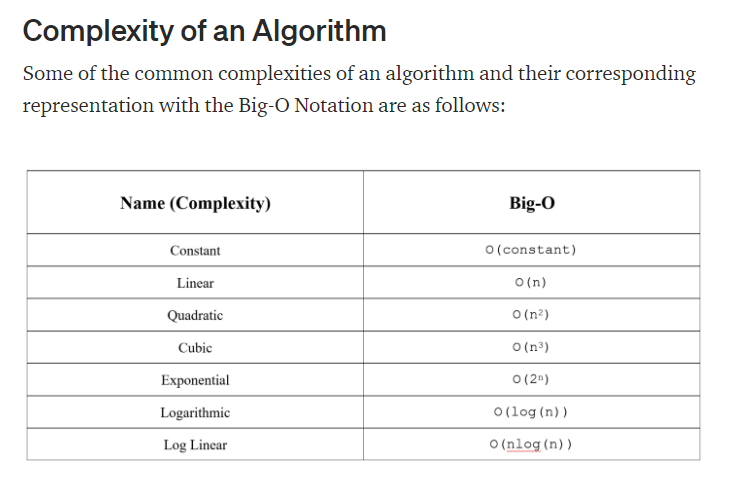 Complexity of an Algorithm
Some of the common complexities of an algorithm and their corresponding
representation with the Big-O Notation are as follows:
Name (Complexity) Big-O
Constant O(constant)
Linear O(n)
Quadratic O(n²)
Cubic O(n³)
Exponential O(2ⁿ)
Logarithmic O(log(n))
Log Linear O(nlog(n))